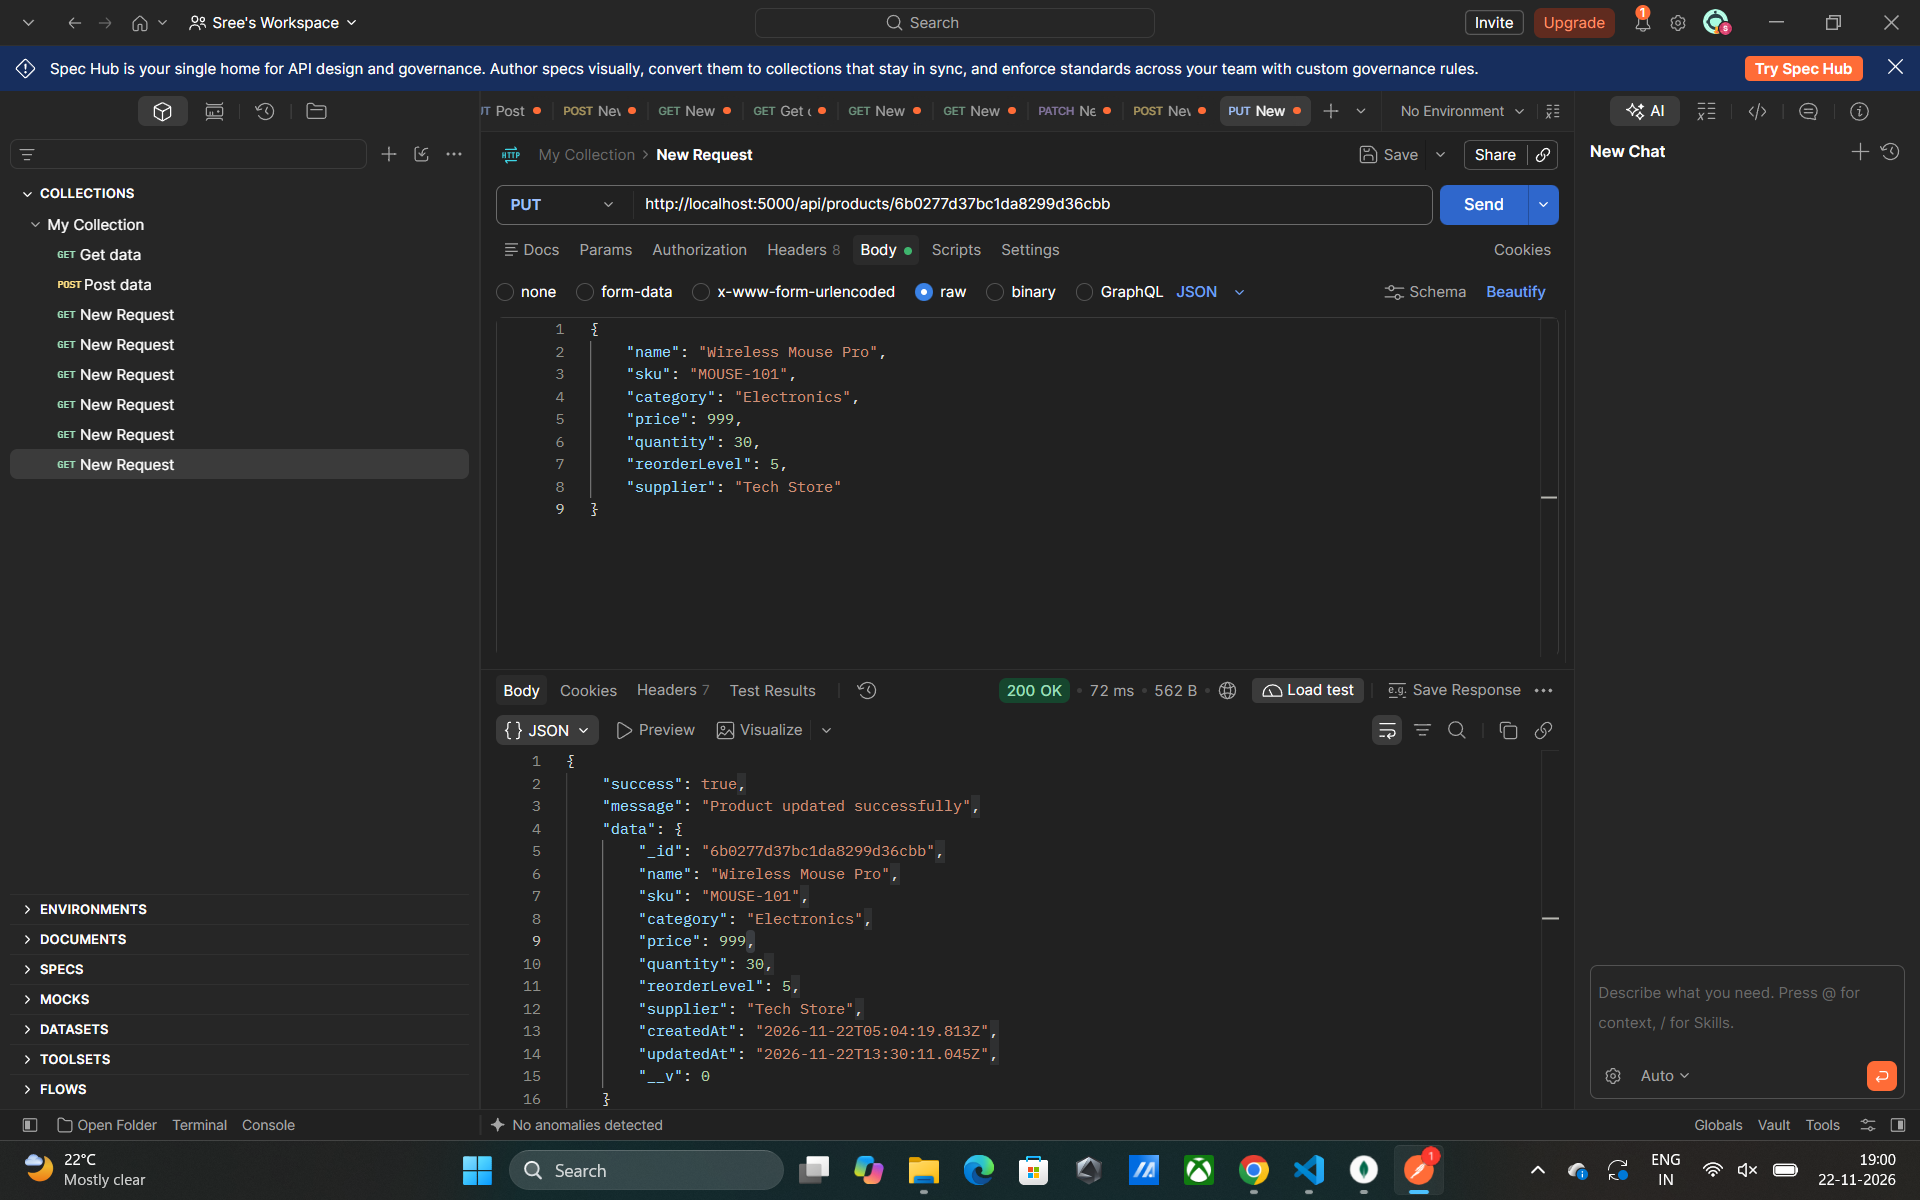 Sree's Workspace
Search
Invite
Upgrade
1
Spec Hub is your single home for API design and governance. Author specs visually, convert them to collections that stay in sync, and enforce standards across your team with custom governance rules.
Try Spec Hub
Post
POST Nev
GET New
GET Get
GET New
GET New
PATCH Ne
POST Nev
PUT New
No Environment
AI
HTTP
My Collection > New Request
Save
Share
New Chat
COLLECTIONS
My Collection
GET Get data
POST Post data
GET New Request
GET New Request
GET New Request
GET New Request
GET New Request
GET New Request
PUT
http://localhost:5000/api/products/6b0277d37bc1da8299d36cbb
Send
Docs
Params
Authorization
Headers 8
Body
Scripts
Settings
Cookies
none
form-data
x-www-form-urlencoded
raw
binary
GraphQL
JSON
Schema
Beautify
1 {
2 "name": "Wireless Mouse Pro",
3 "sku": "MOUSE-101",
4 "category": "Electronics",
5 "price": 999,
6 "quantity": 30,
7 "reorderLevel": 5,
8 "supplier": "Tech Store"
9 }
Body
Cookies
Headers 7
Test Results
200 OK
72 ms
562 B
Load test
e.g. Save Response
{} JSON
Preview
Visualize
1 {
2 "success": true,
3 "message": "Product updated successfully",
4 "data": {
5 "_id": "6b0277d37bc1da8299d36cbb",
6 "name": "Wireless Mouse Pro",
7 "sku": "MOUSE-101",
8 "category": "Electronics",
9 "price": 999,
10 "quantity": 30,
11 "reorderLevel": 5,
12 "supplier": "Tech Store",
13 "createdAt": "2026-11-22T05:04:19.813Z",
14 "updatedAt": "2026-11-22T13:30:11.045Z",
15 "__v": 0
16 }
ENVIRONMENTS
DOCUMENTS
SPECS
MOCKS
DATASETS
TOOLSETS
FLOWS
Describe what you need. Press @ for
context, / for Skills.
Auto
Open Folder
Terminal
Console
No anomalies detected
Globals
Vault
Tools
22°C
Mostly clear
Search
1
ENG
IN
19:00
22-11-2026